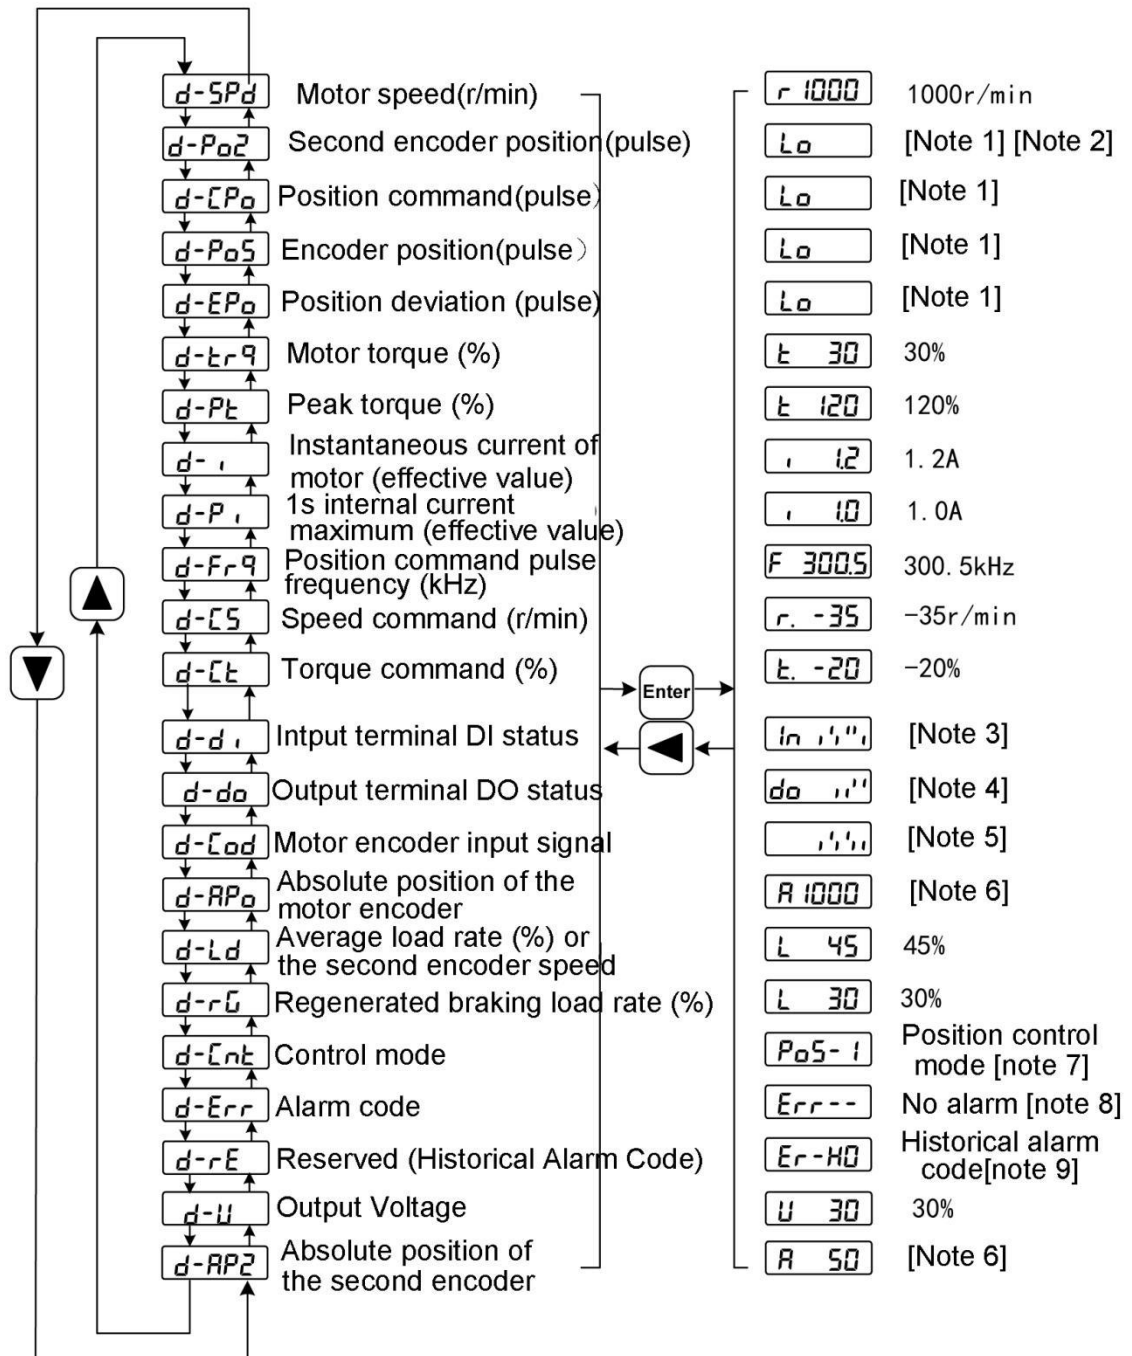 d-SPd Motor speed(r/min) r 1000 1000r/min
d-Po2 Second encoder position(pulse) Lo [Note 1] [Note 2]
d-CPo Position command(pulse） Lo [Note 1]
d-PoS Encoder position(pulse） Lo [Note 1]
d-EPo Position deviation (pulse) Lo [Note 1]
d-trq Motor torque (%) t 30 30%
d-Pt Peak torque (%) t 120 120%
d-i Instantaneous current of
motor (effective value) i 1.2 1.2A
d-Pi 1s internal current
maximum (effective value) i 1.0 1.0A
d-Frq Position command pulse
frequency (kHz) F 300.5 300.5kHz
d-CS Speed command (r/min) r. -35 -35r/min
d-Ct Torque command (%) t. -20 -20%
Enter
d-di Intput terminal DI status In [Note 3]
d-do Output terminal DO status do [Note 4]
d-Cod Motor encoder input signal [Note 5]
d-APo Absolute position of the
motor encoder A 1000 [Note 6]
d-Ld Average load rate (%) or
the second encoder speed L 45 45%
d-rG Regenerated braking load rate (%) L 30 30%
d-Cnt Control mode PoS-1 Position control
mode [note 7]
d-Err Alarm code Err-- No alarm [note 8]
d-rE Reserved (Historical Alarm Code) Er-H0 Historical alarm
code[note 9]
d-U Output Voltage U 30 30%
d-AP2 Absolute position of
the second encoder A 50 [Note 6]